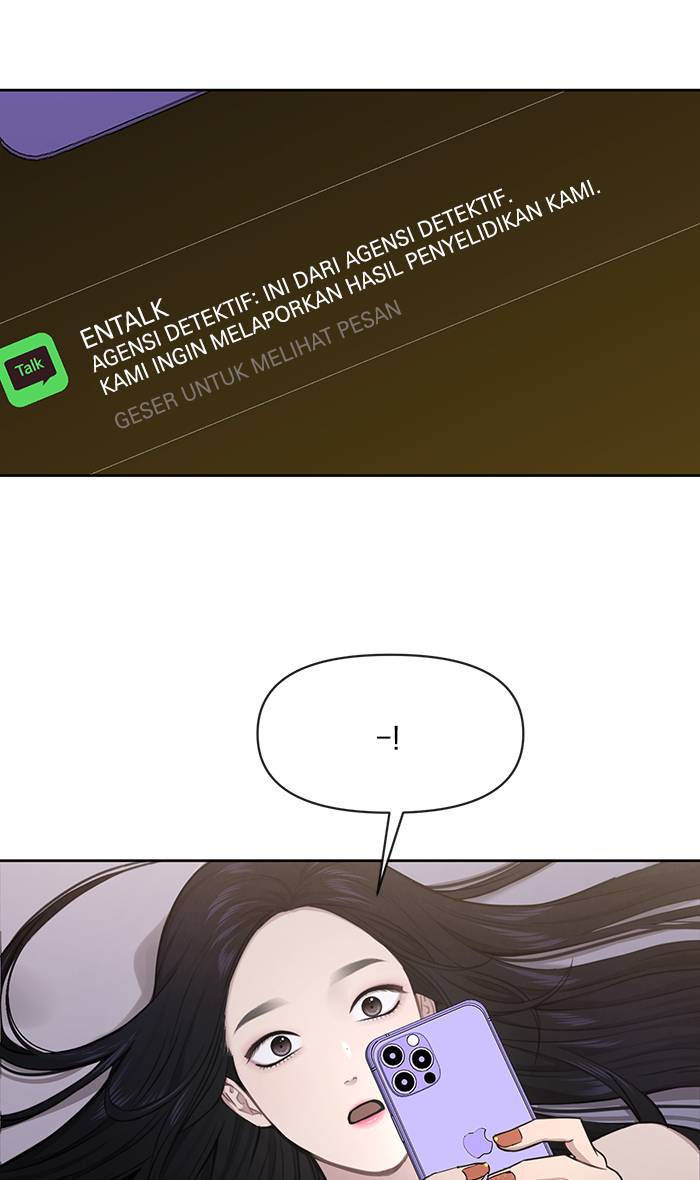 ENTALK
AGENSI DETEKTIF: INI DARI AGENSI DETEKTIF.
KAMI INGIN MELAPORKAN HASIL PENYELIDIKAN KAMI.
Talk
GESER UNTUK MELIHAT PESAN
-!